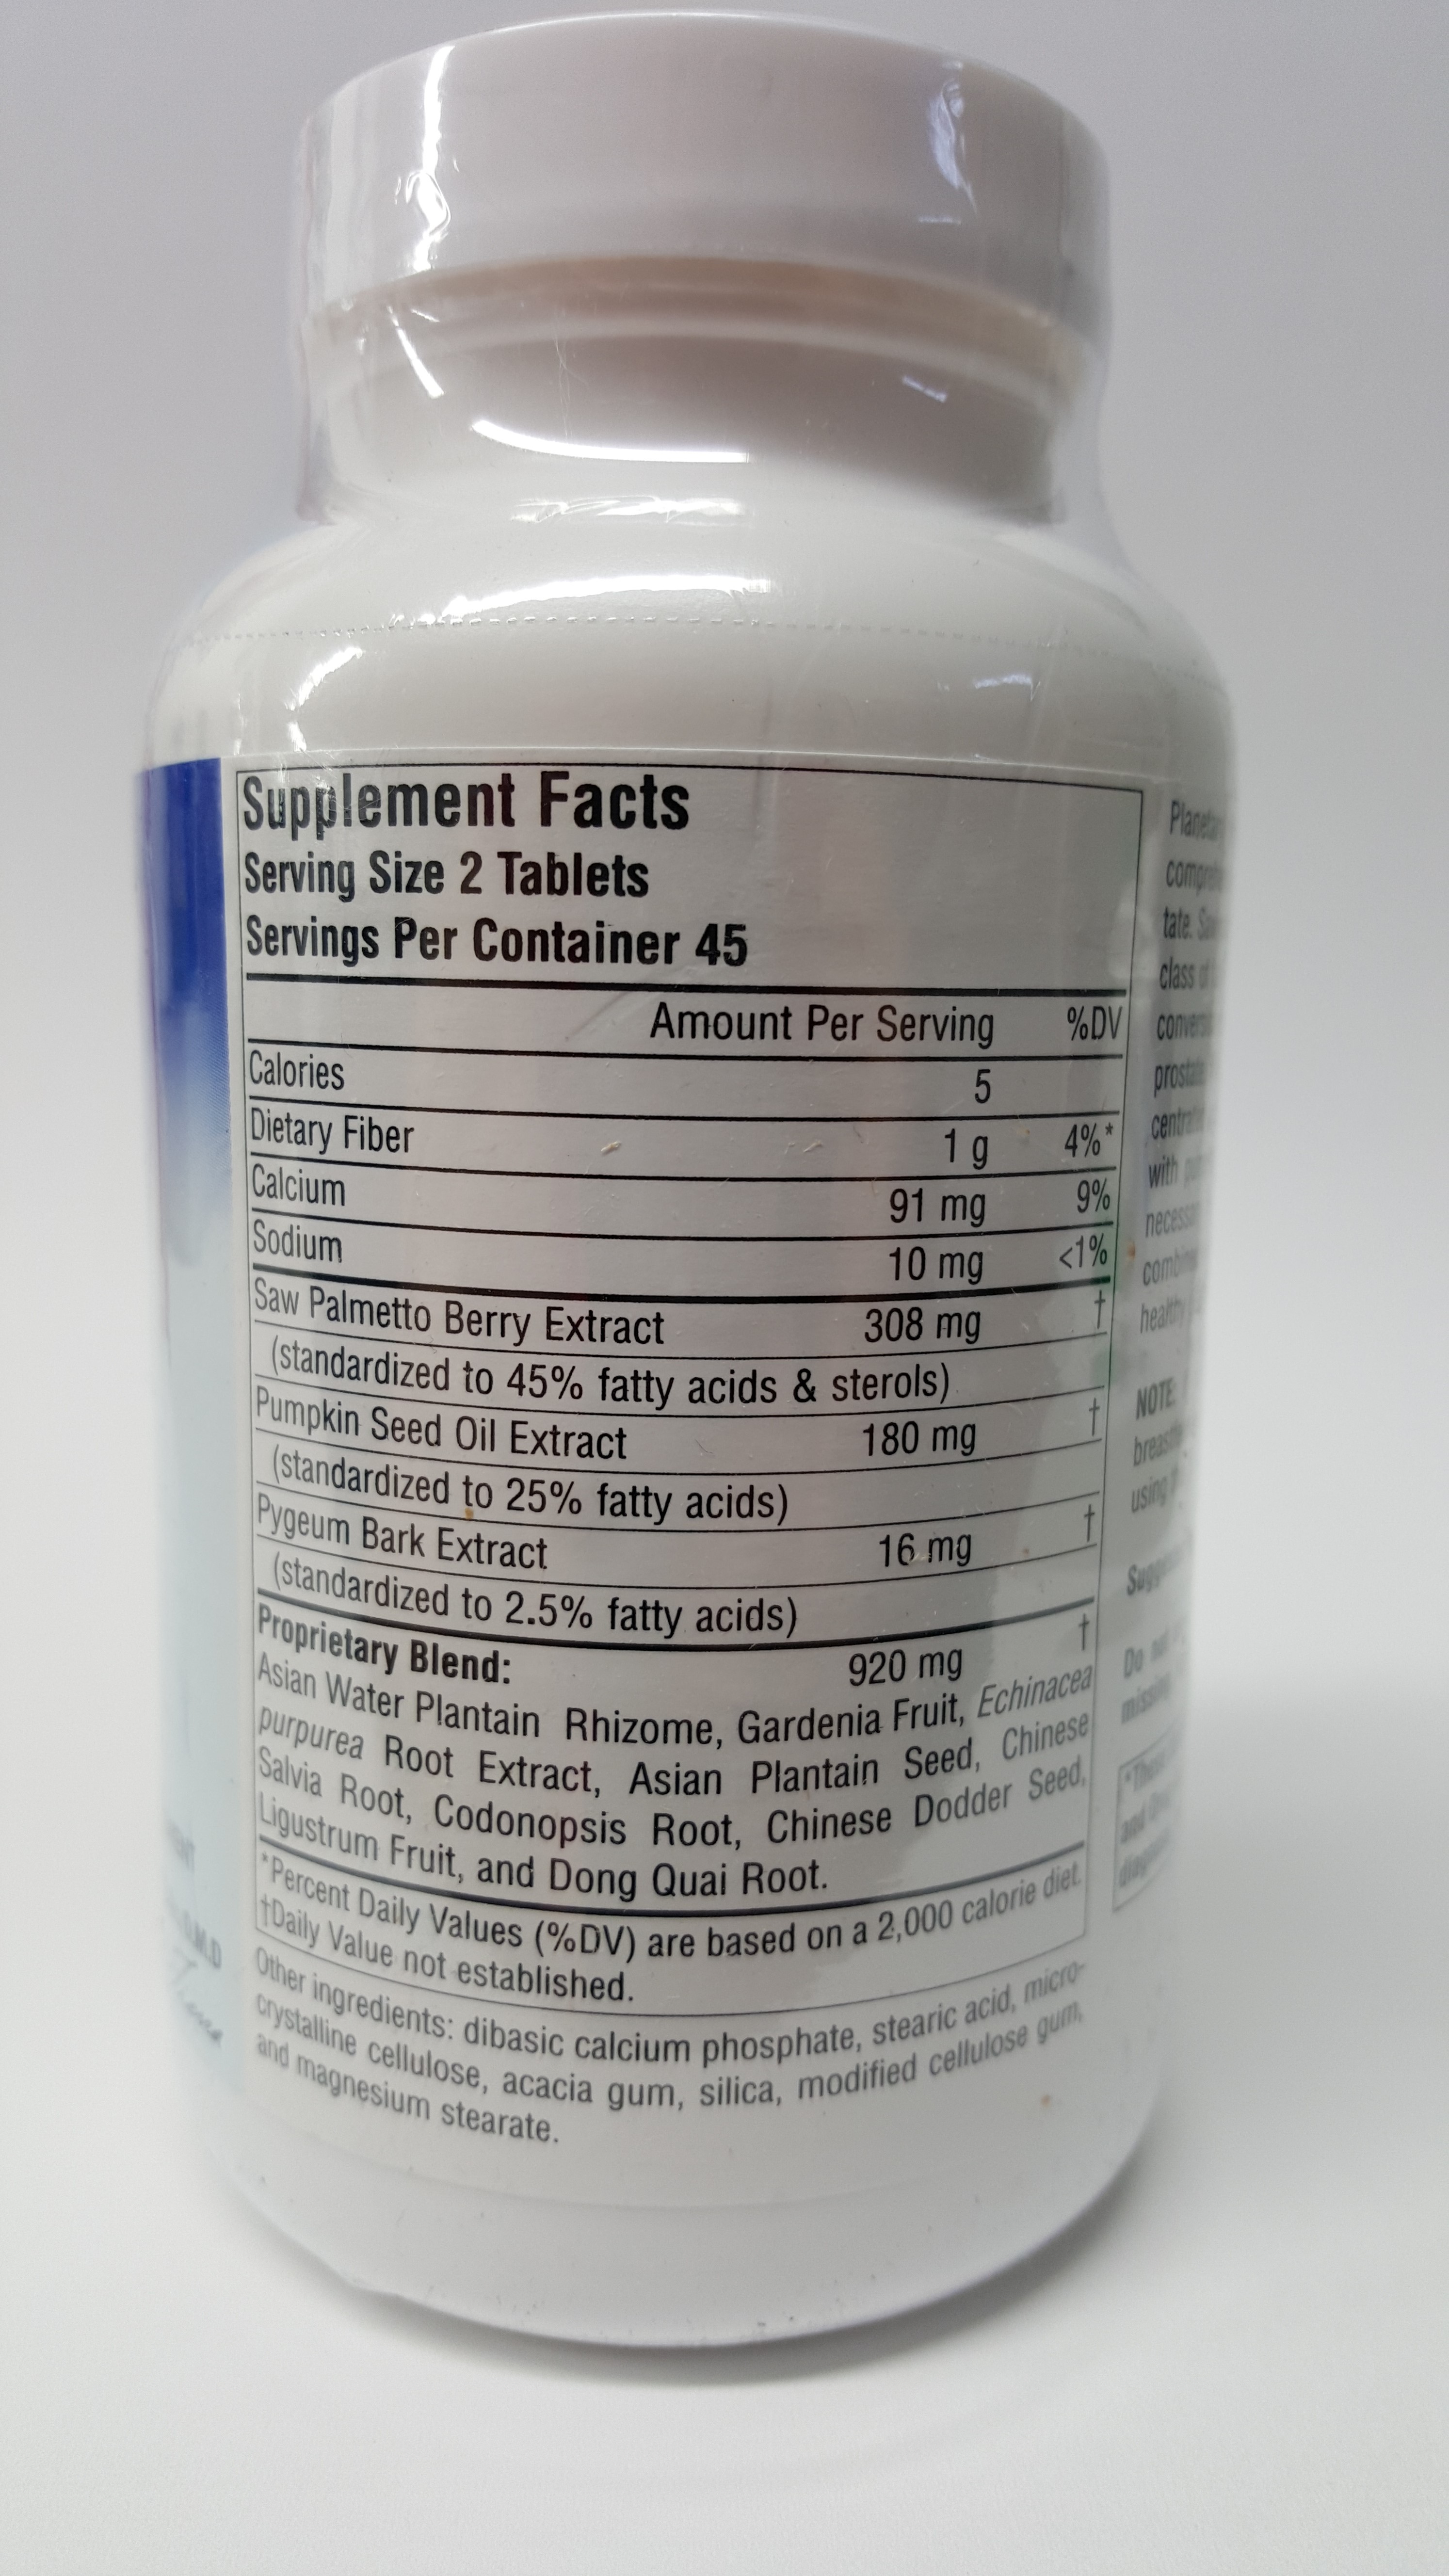 Supplement Facts
Serving Size 2 Tablets
Servings Per Container 45
Amount Per Serving %DV
Calories 5
Dietary Fiber 1 g 4%*
Calcium 91 mg 9%
Sodium 10 mg <1%
Saw Palmetto Berry Extract 308 mg †
(standardized to 45% fatty acids & sterols)
Pumpkin Seed Oil Extract 180 mg †
(standardized to 25% fatty acids)
Pygeum Bark Extract 16 mg †
(standardized to 2.5% fatty acids)
Proprietary Blend: 920 mg †
Asian Water Plantain Rhizome, Gardenia Fruit, Echinacea
purpurea Root Extract, Asian Plantain Seed, Chinese
Salvia Root, Codonopsis Root, Chinese Dodder Seed,
Ligustrum Fruit, and Dong Quai Root.
*Percent Daily Values (%DV) are based on a 2,000 calorie diet.
†Daily Value not established.
Other ingredients: dibasic calcium phosphate, stearic acid, micro-
crystalline cellulose, acacia gum, silica, modified cellulose gum,
and magnesium stearate.
tate.
class
with
NOTE:
using